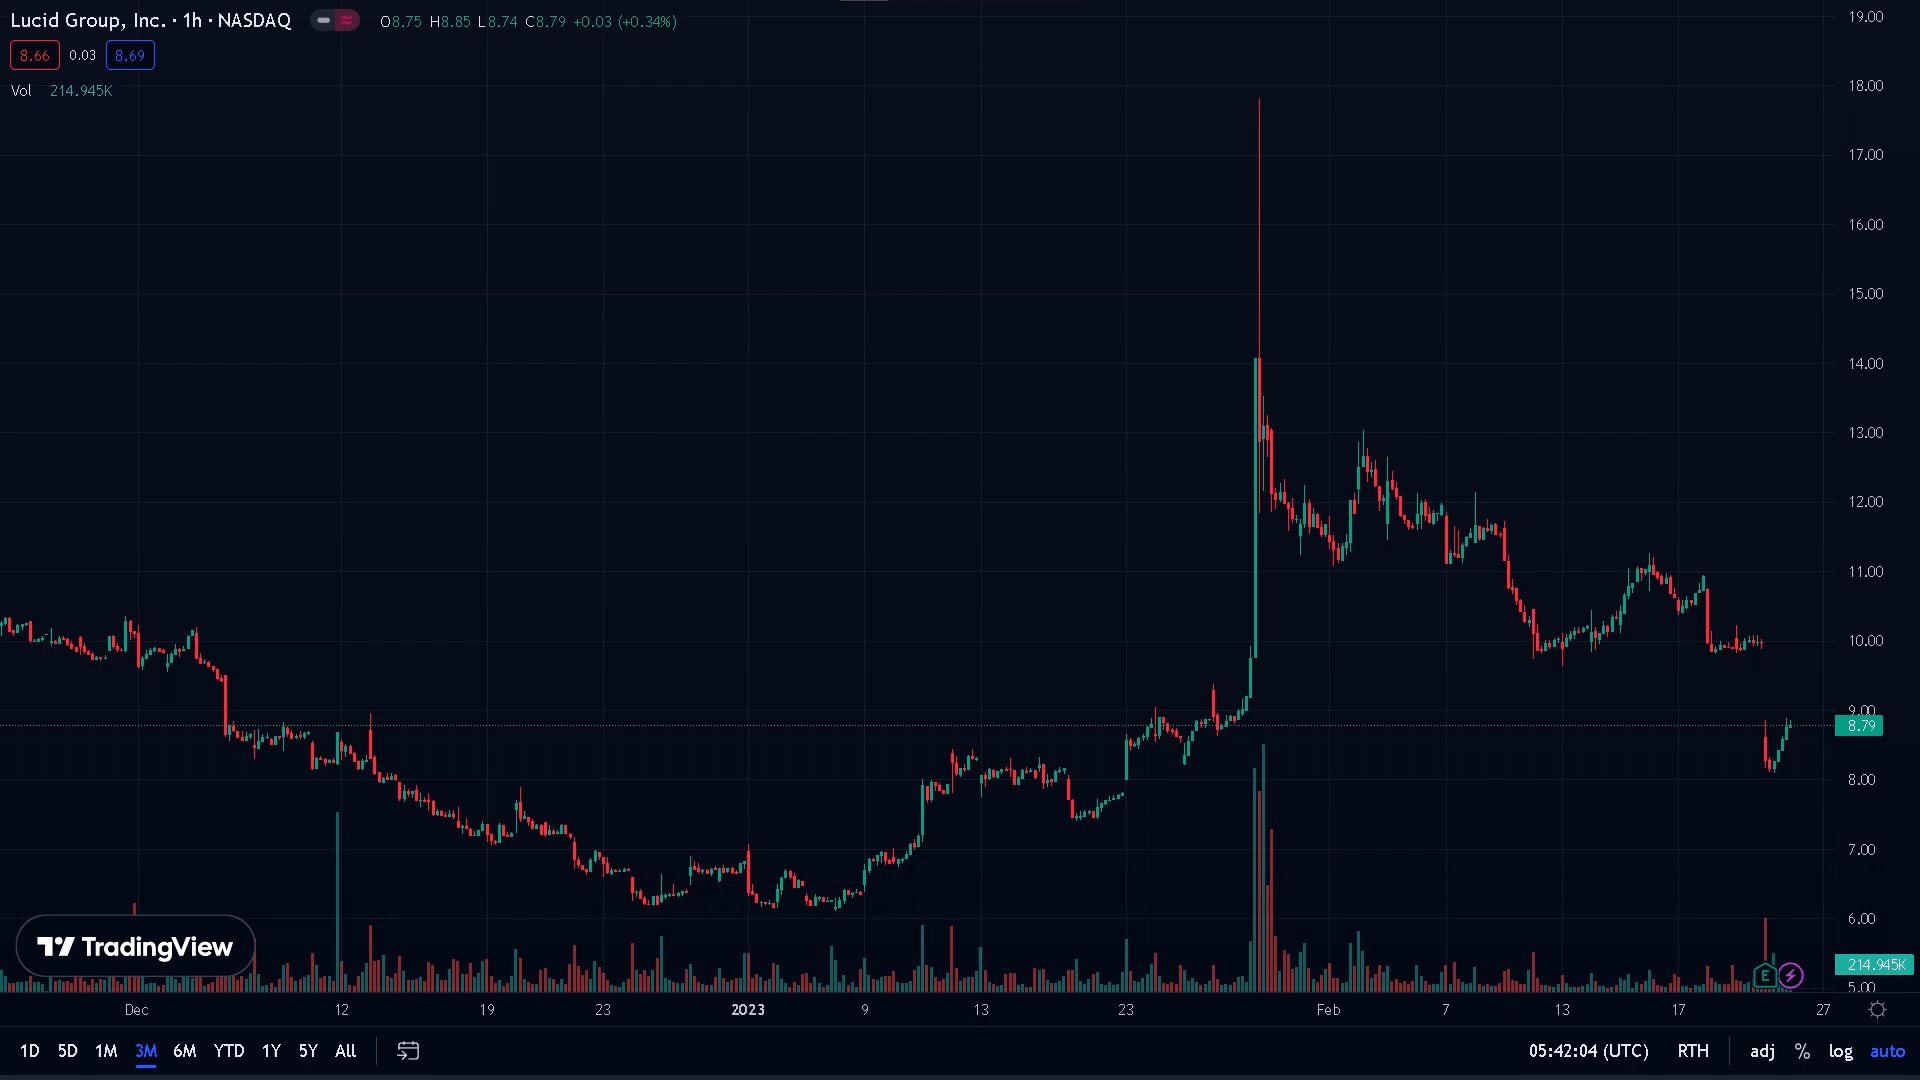 Lucid Group, Inc. · 1h · NASDAQ O8.75 H8.85 L8.74 C8.79 +0.03 (+0.34%)
8.66 0.03 8.69
Vol 214.945K
19.00
18.00
17.00
16.00
15.00
14.00
13.00
12.00
11.00
10.00
9.00
8.79
8.00
7.00
6.00
TradingView
E
214.945K
5.00
Dec 12 19 23 2023 9 13 23 Feb 7 13 17 27
1D 5D 1M 3M 6M YTD 1Y 5Y All 05:42:04 (UTC) RTH adj % log auto